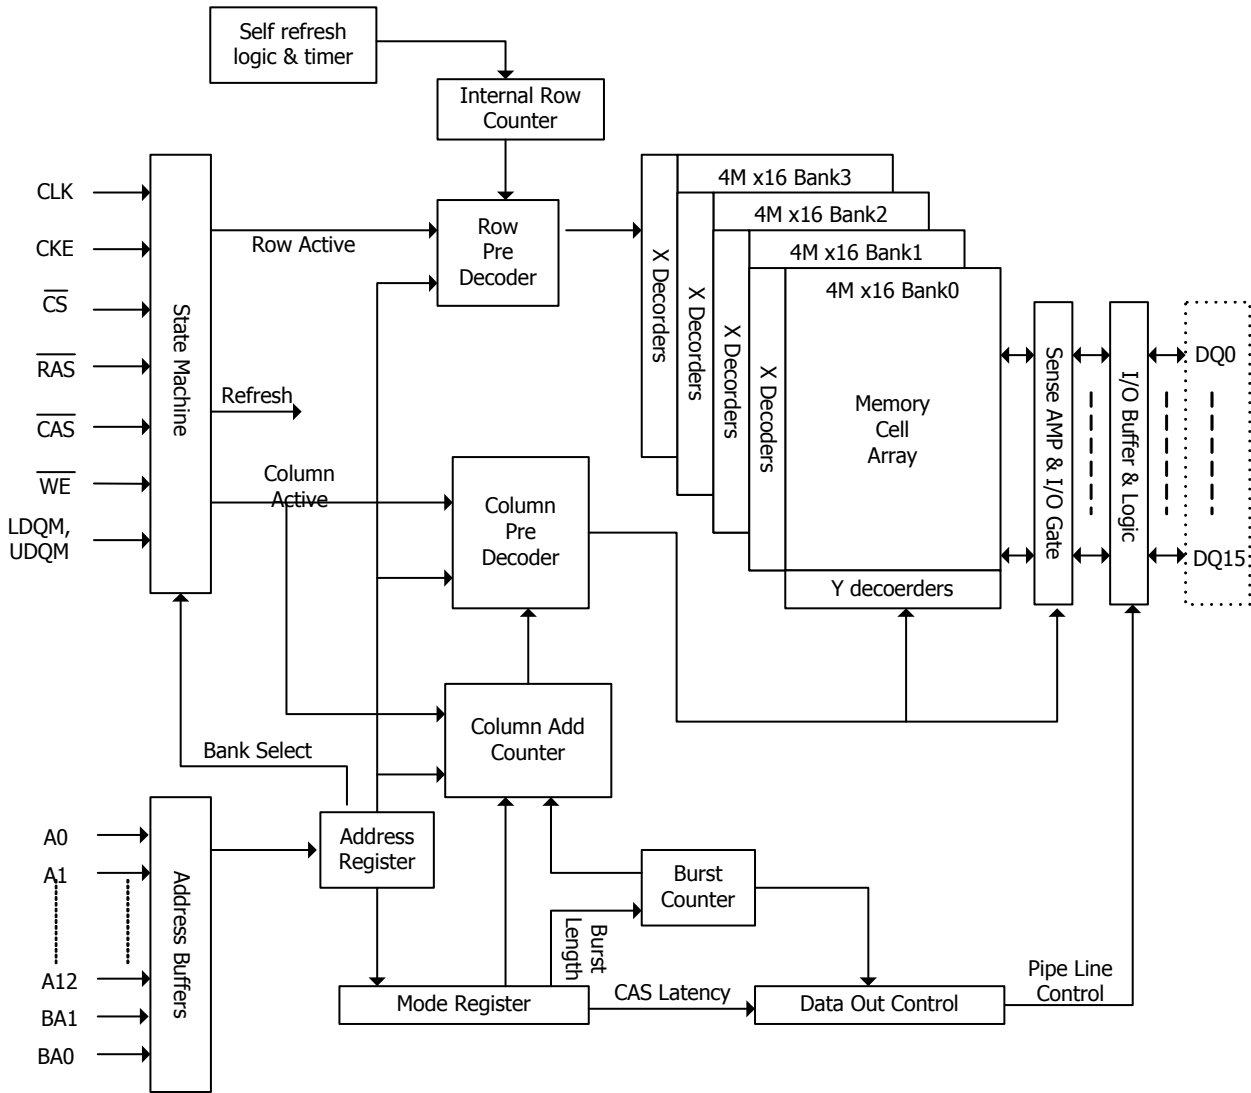 Self refresh
logic & timer
Internal Row
Counter
CLK
CKE
CS
RAS
CAS
WE
LDQM,
UDQM
State Machine
Row Active
Refresh
Column
Active
Row
Pre
Decoder
Column
Pre
Decoder
Column Add
Counter
X Decorders
X Decorders
X Decorders
X Decoders
4M x16 Bank3
4M x16 Bank2
4M x16 Bank1
4M x16 Bank0
Memory
Cell
Array
Y decoerders
Sense AMP & I/O Gate
I/O Buffer & Logic
DQ0
DQ15
Bank Select
A0
A1
A12
BA1
BA0
Address Buffers
Address
Register
Burst
Counter
Burst
Length
Mode Register
CAS Latency
Data Out Control
Pipe Line
Control